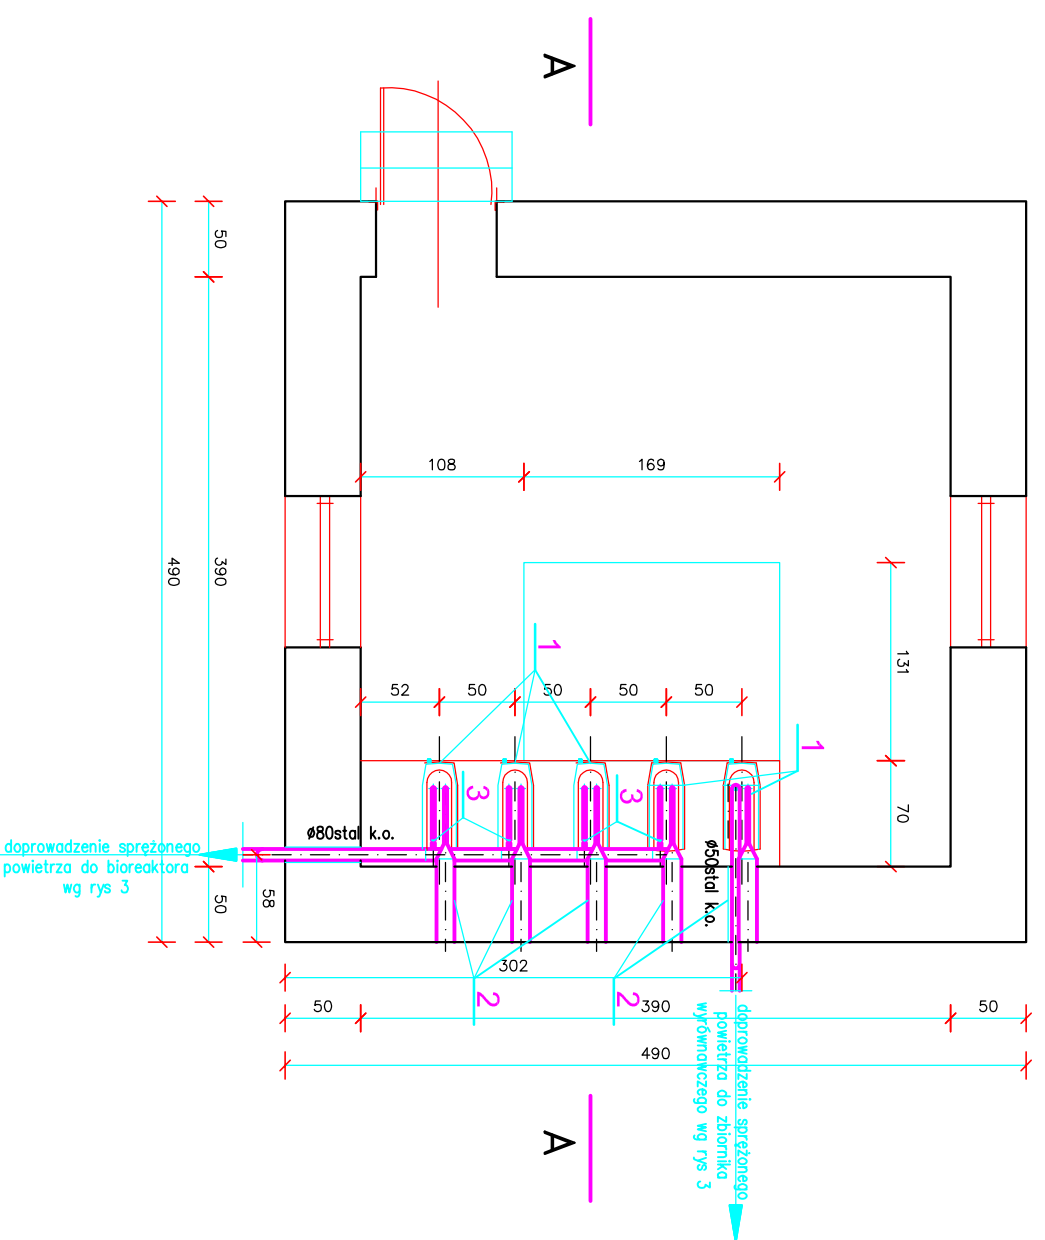 A
50
108
169
490
390
131
1
52
50
50
50
50
1
3
3
70
ø80stal k.o.
ø50stal k.o.
doprowadzenie sprężonego
powietrza do bioreaktora
wg rys 3
50
58
302
2
2
50
390
50
490
doprowadzenie sprężonego
powietrza do zbiornika
wyrównawczego wg rys 3
A